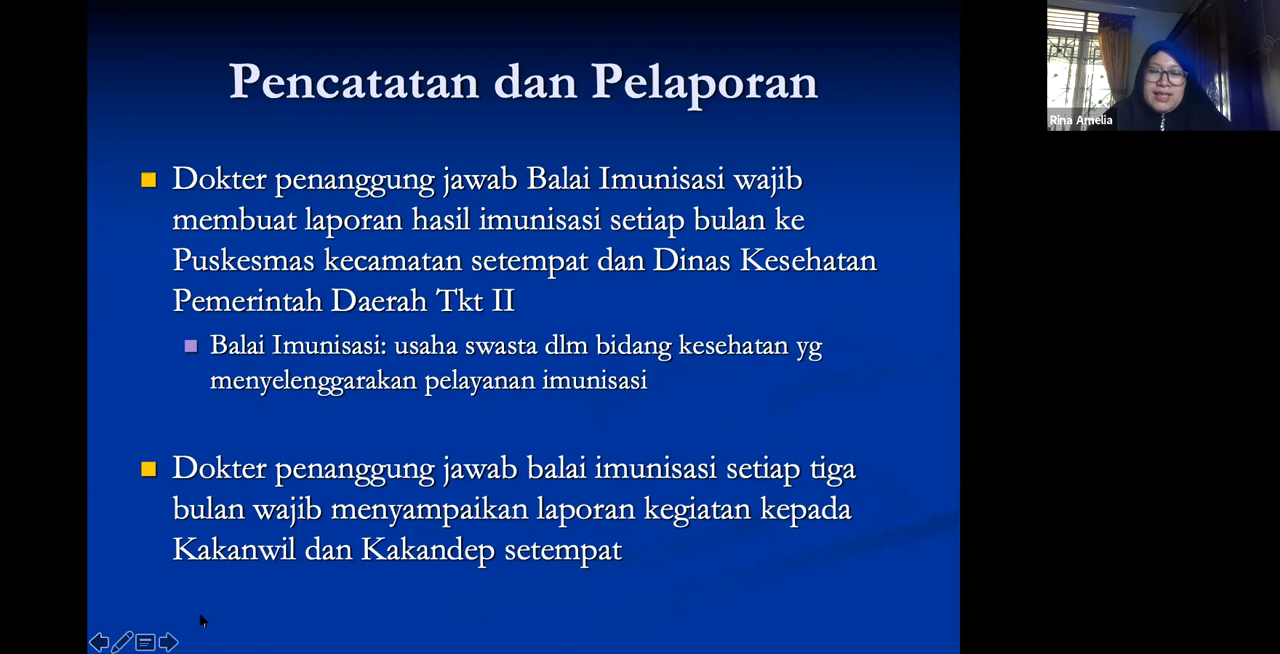 Pencatatan dan Pelaporan
Dokter penanggung jawab Balai Imunisasi wajib
membuat laporan hasil imunisasi setiap bulan ke
Puskesmas kecamatan setempat dan Dinas Kesehatan
Pemerintah Daerah Tkt II
Balai Imunisasi: usaha swasta dlm bidang kesehatan yg
menyelenggarakan pelayanan imunisasi
Dokter penanggung jawab balai imunisasi setiap tiga
bulan wajib menyampaikan laporan kegiatan kepada
Kakanwil dan Kakandep setempat
Rina Amelia